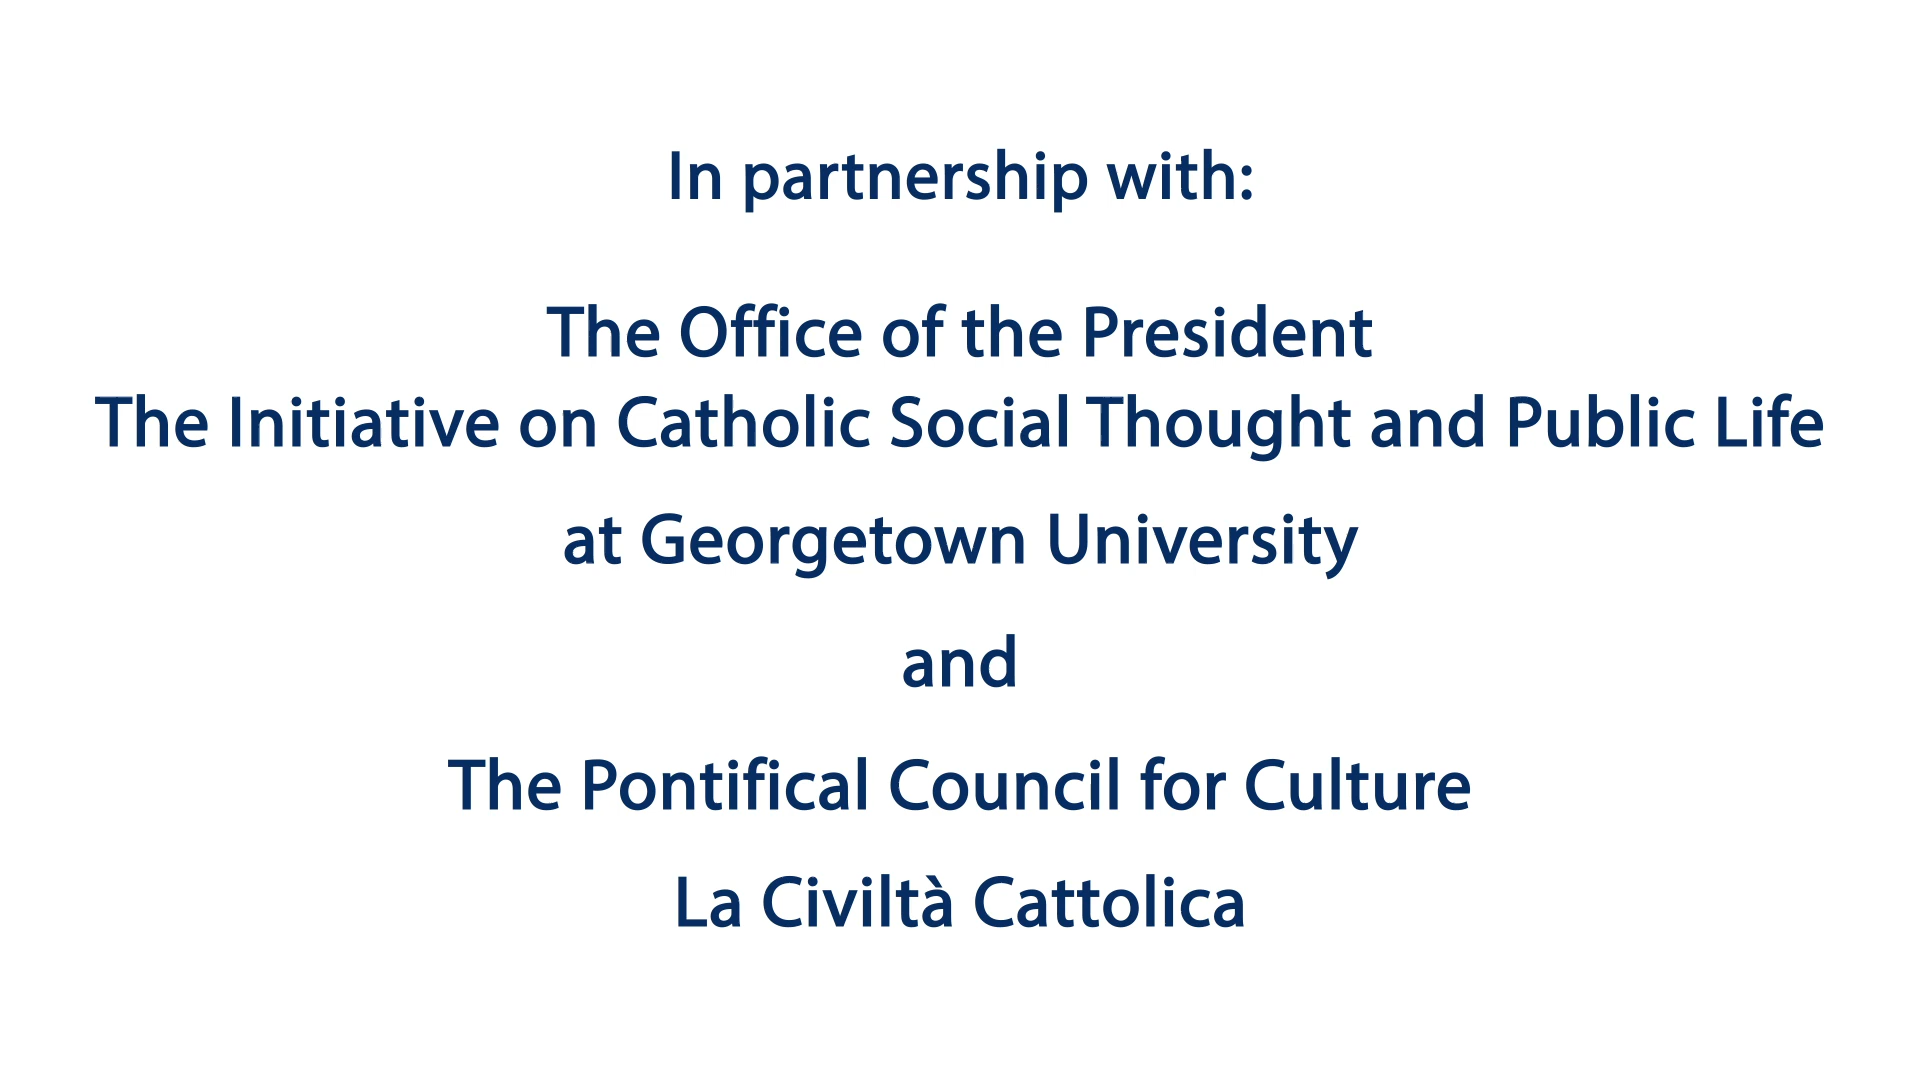 In partnership with:
The Office of the President
The Initiative on Catholic Social Thought and Public Life
at Georgetown University
and
The Pontifical Council for Culture
La Civiltà Cattolica